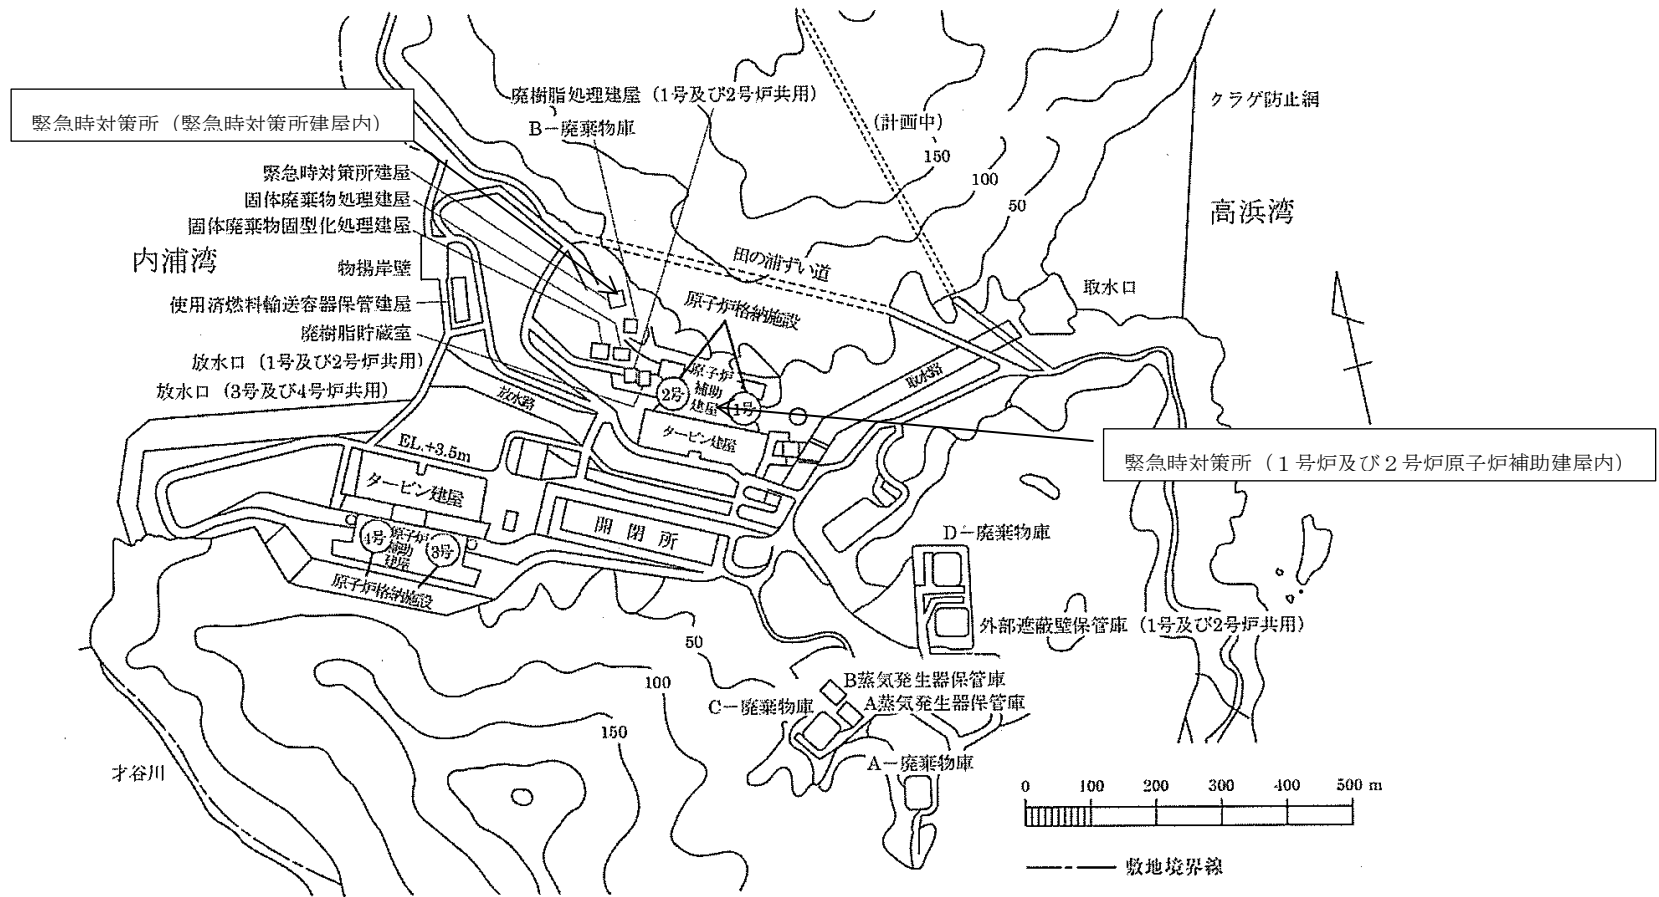 廃樹脂処理建屋(1号及び2号炉共用)
クラゲ防止網
緊急時対策所(緊急時対策所建屋内)
B-廃棄物庫
(計画中)
150
緊急時対策所建屋
100
固体廃棄物処理建屋
50
高浜湾
固体廃棄物固型化処理建屋
内浦湾
物揚岸壁
田の浦ずい道
取水口
使用済燃料輸送容器保管建屋
原子炉格納施設
廃樹脂貯蔵室
放水口(1号及び2号炉共用)
放水口(3号及び4号炉共用)
原子炉
補助
建屋
2号
1号
取水路
放水路
タービン建屋
EL.+3.5m
緊急時対策所(1号炉及び2号炉原子炉補助建屋内)
タービン建屋
開閉所
4号
原子炉
補助
建屋
3号
原子炉格納施設
D-廃棄物庫
外部遮蔽壁保管庫(1号及び2号炉共用)
50
100
150
B蒸気発生器保管庫
A蒸気発生器保管庫
C-廃棄物庫
A-廃棄物庫
才谷川
0 100 200 300 400 500 m
敷地境界線